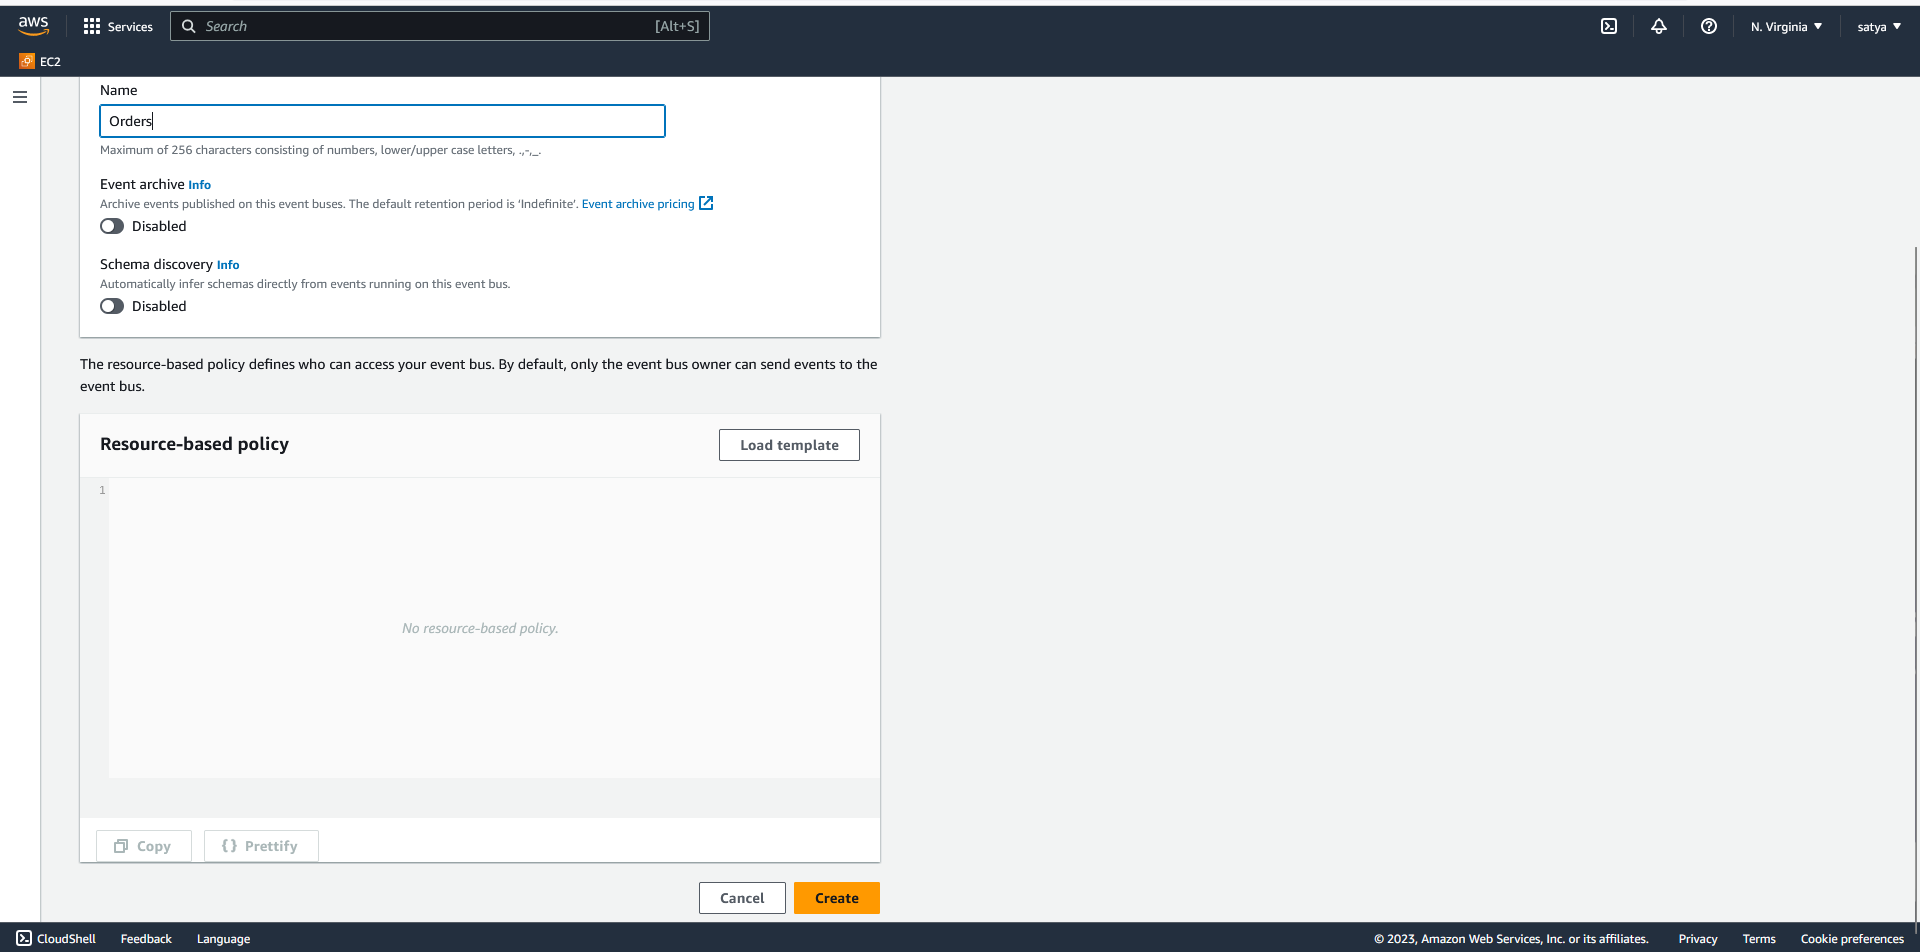 aws
Services
Search
[Alt+S]
N. Virginia
satya
EC2
Name
Orders
Maximum of 256 characters consisting of numbers, lower/upper case letters, .,-,_.
Event archive Info
Archive events published on this event buses. The default retention period is ‘Indefinite’. Event archive pricing
Disabled
Schema discovery Info
Automatically infer schemas directly from events running on this event bus.
Disabled
The resource-based policy defines who can access your event bus. By default, only the event bus owner can send events to the
event bus.
Resource-based policy
Load template
1
No resource-based policy.
Copy
{} Prettify
Cancel
Create
CloudShell
Feedback
Language
© 2023, Amazon Web Services, Inc. or its affiliates.
Privacy
Terms
Cookie preferences